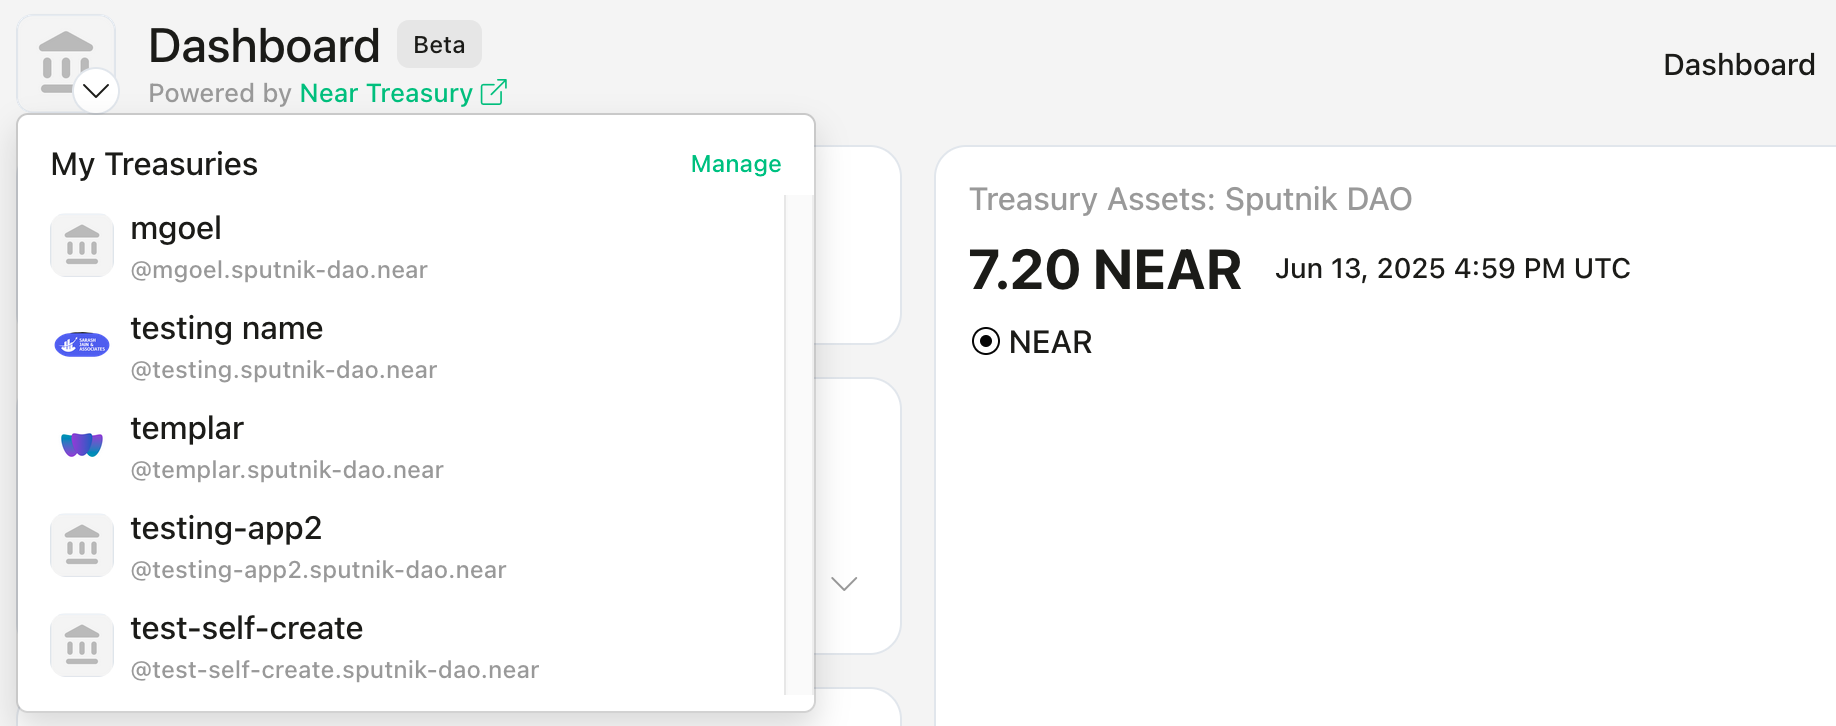 Dashboard Beta
Powered by Near Treasury
Dashboard
My Treasuries Manage
mgoel
@mgoel.sputnik-dao.near
testing name
@testing.sputnik-dao.near
templar
@templar.sputnik-dao.near
testing-app2
@testing-app2.sputnik-dao.near
test-self-create
@test-self-create.sputnik-dao.near
Treasury Assets: Sputnik DAO
7.20 NEAR Jun 13, 2025 4:59 PM UTC
NEAR